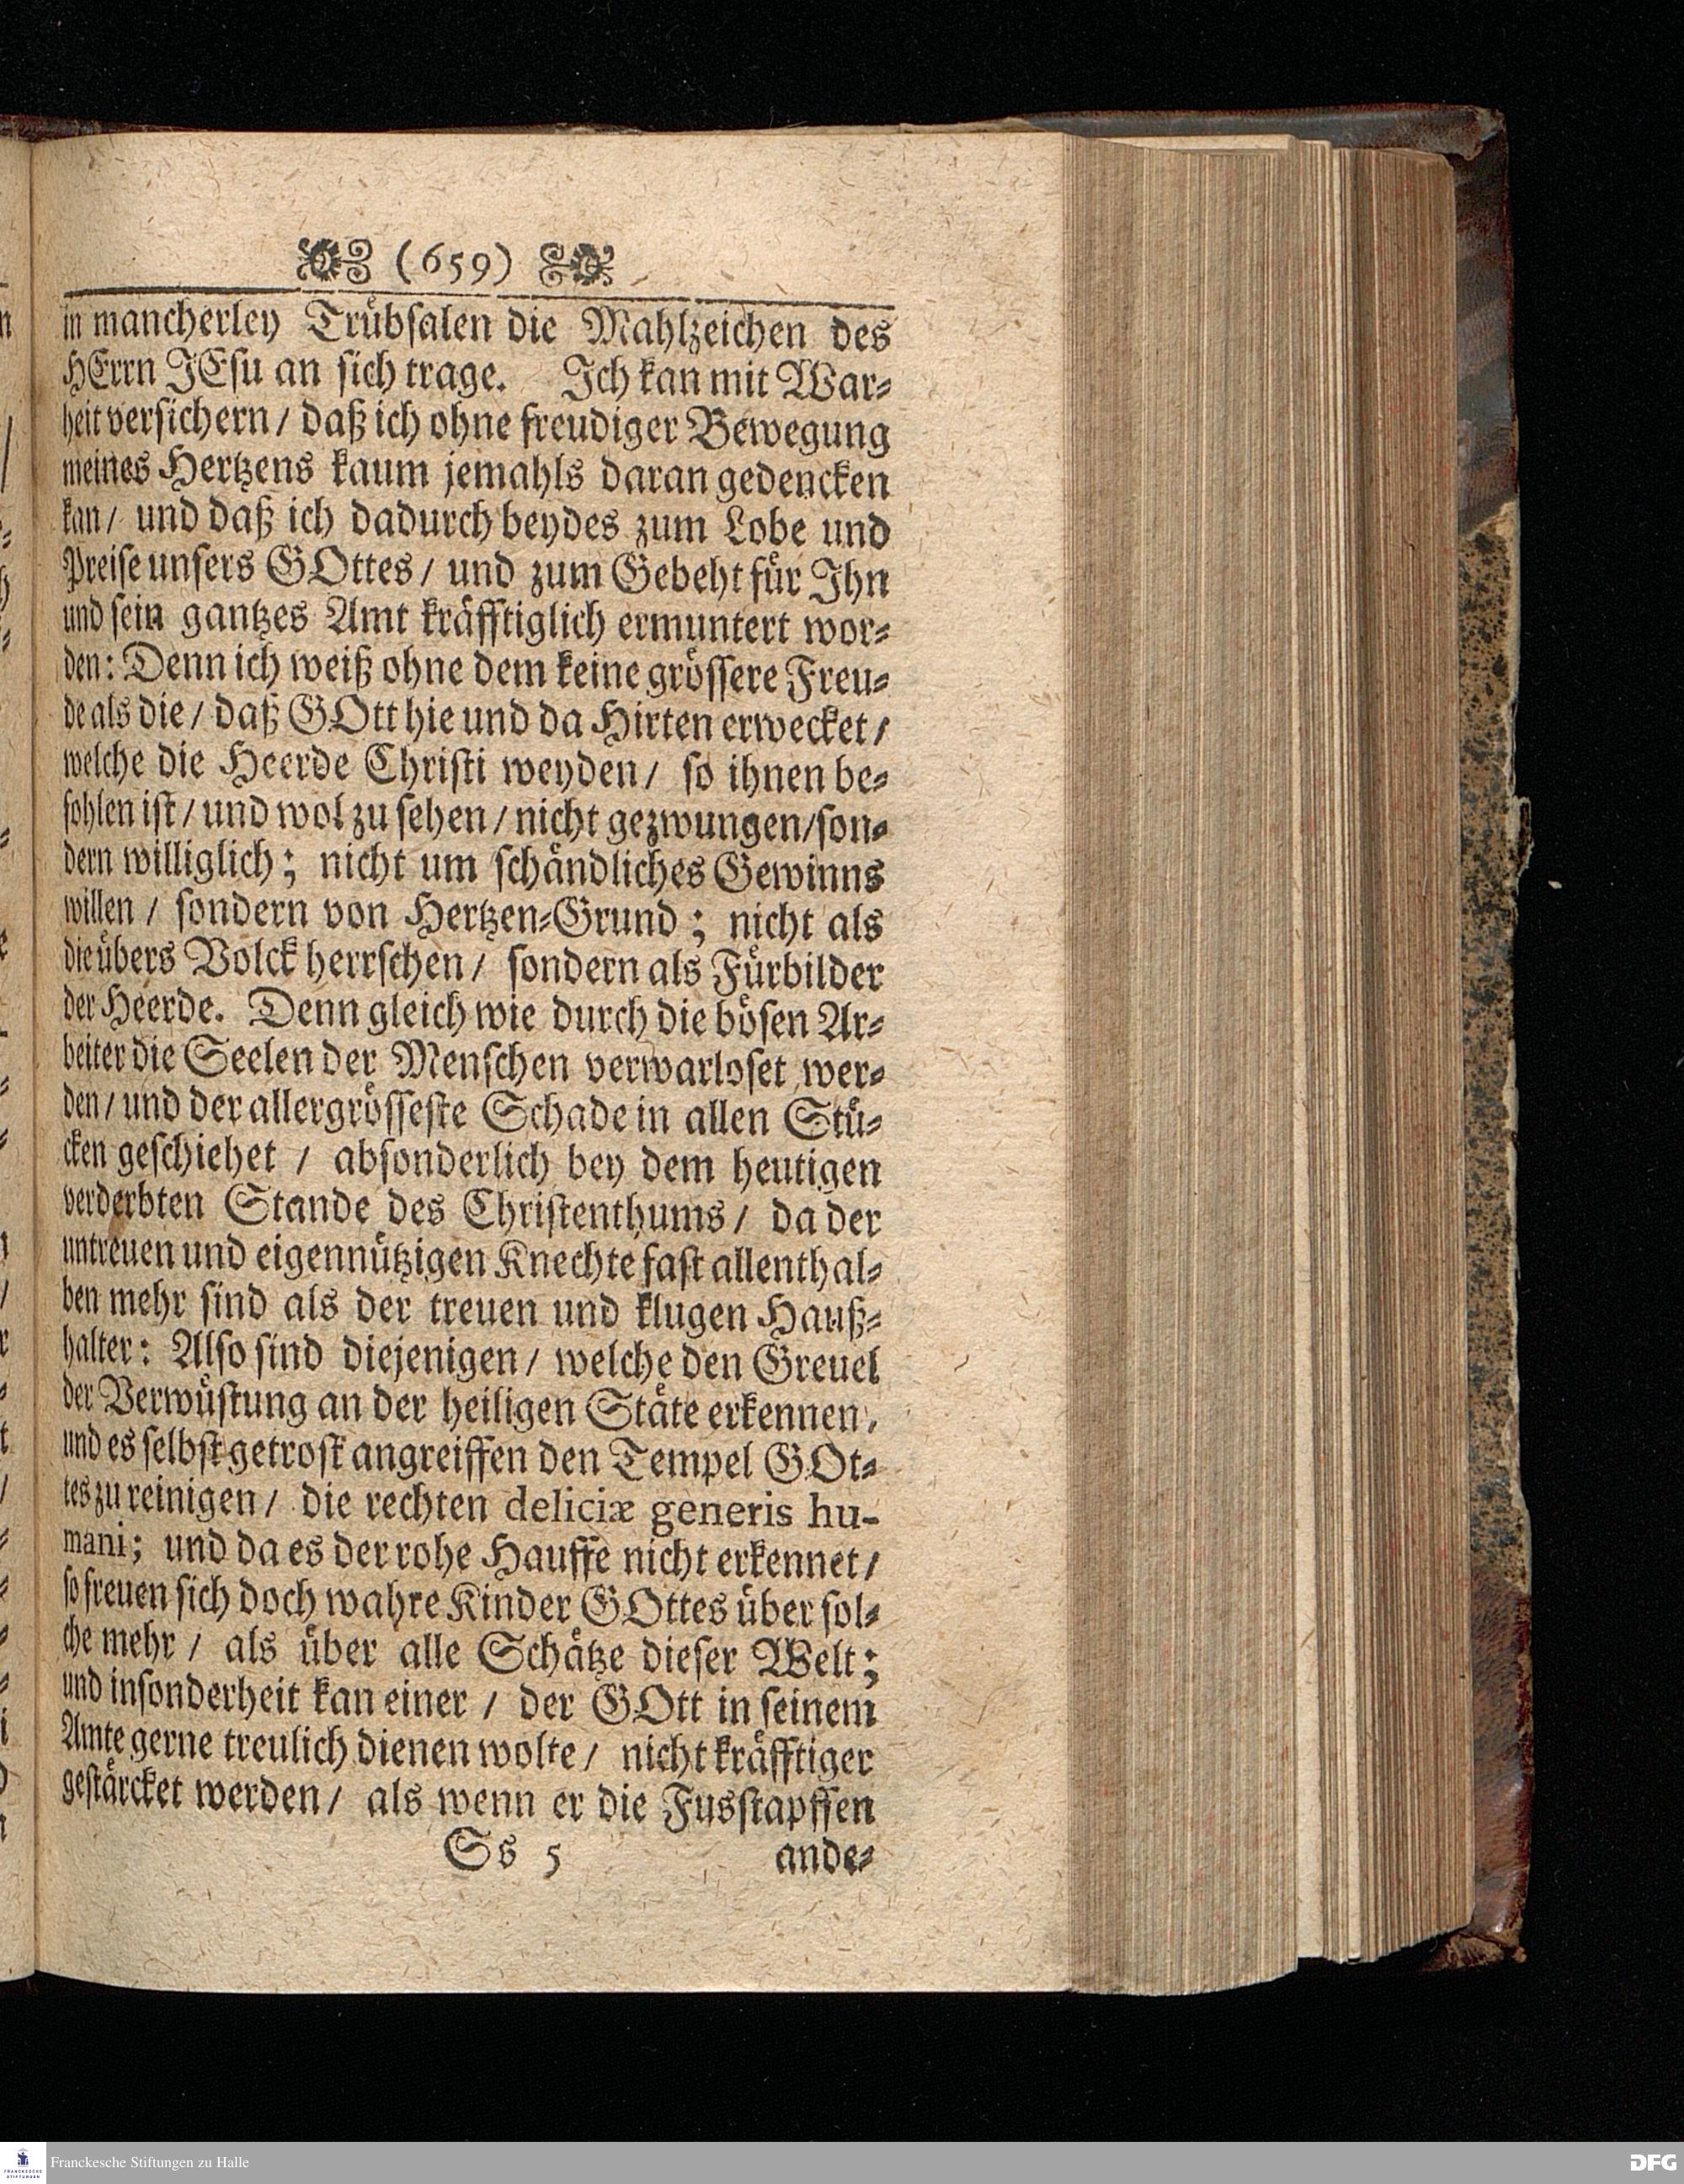 (659)
in mancherley Trübsalen die Mahlzeichen des
HErrn JEsu an sich trage. Ich kan mit War-
heit versichern / daß ich ohne freudiger Bewegung
meines Hertzens kaum jemahls daran gedencken
kan / und daß ich dadurch beydes zum Lobe und
Preise unsers GOttes / und zum Gebeht für Ihn
und sein gantzes Amt kräfftiglich ermuntert wor-
den: Denn ich weiß ohne dem keine grössere Freu-
de als die / daß GOtt hie und da Hirten erwecket /
welche die Heerde Christi weyden / so ihnen be-
fohlen ist / und wol zu sehen / nicht gezwungen / son-
dern williglich; nicht um schändliches Gewinns
willen / sondern von Hertzen-Grund; nicht als
die übers Volck herrschen / sondern als Fürbilder
der Heerde. Denn gleich wie durch die bösen Ar-
beiter die Seelen der Menschen verwarloset wer-
den / und der allergrösseste Schade in allen Stü-
cken geschiehet / absonderlich bey dem heutigen
verderbten Stande des Christenthums / da der
untreuen und eigennützigen Knechte fast allenthal-
ben mehr sind als der treuen und klugen Hauß-
halter: Also sind diejenigen / welche den Greuel
der Verwüstung an der heiligen Stäte erkennen,
und es selbst getrost angreiffen den Tempel GOt-
tes zu reinigen / die rechten deliciæ generis hu-
mani; und da es der rohe Hauffe nicht erkennet /
so freuen sich doch wahre Kinder GOttes über sol-
che mehr / als über alle Schätze dieser Welt;
und insonderheit kan einer / der GOtt in seinem
Amte gerne treulich dienen wolte / nicht kräfftiger
gestärcket werden / als wenn er die Fusstapffen
Ss 5 ande-
FRANCKESCHE STIFTUNGEN
Franckesche Stiftungen zu Halle
DFG